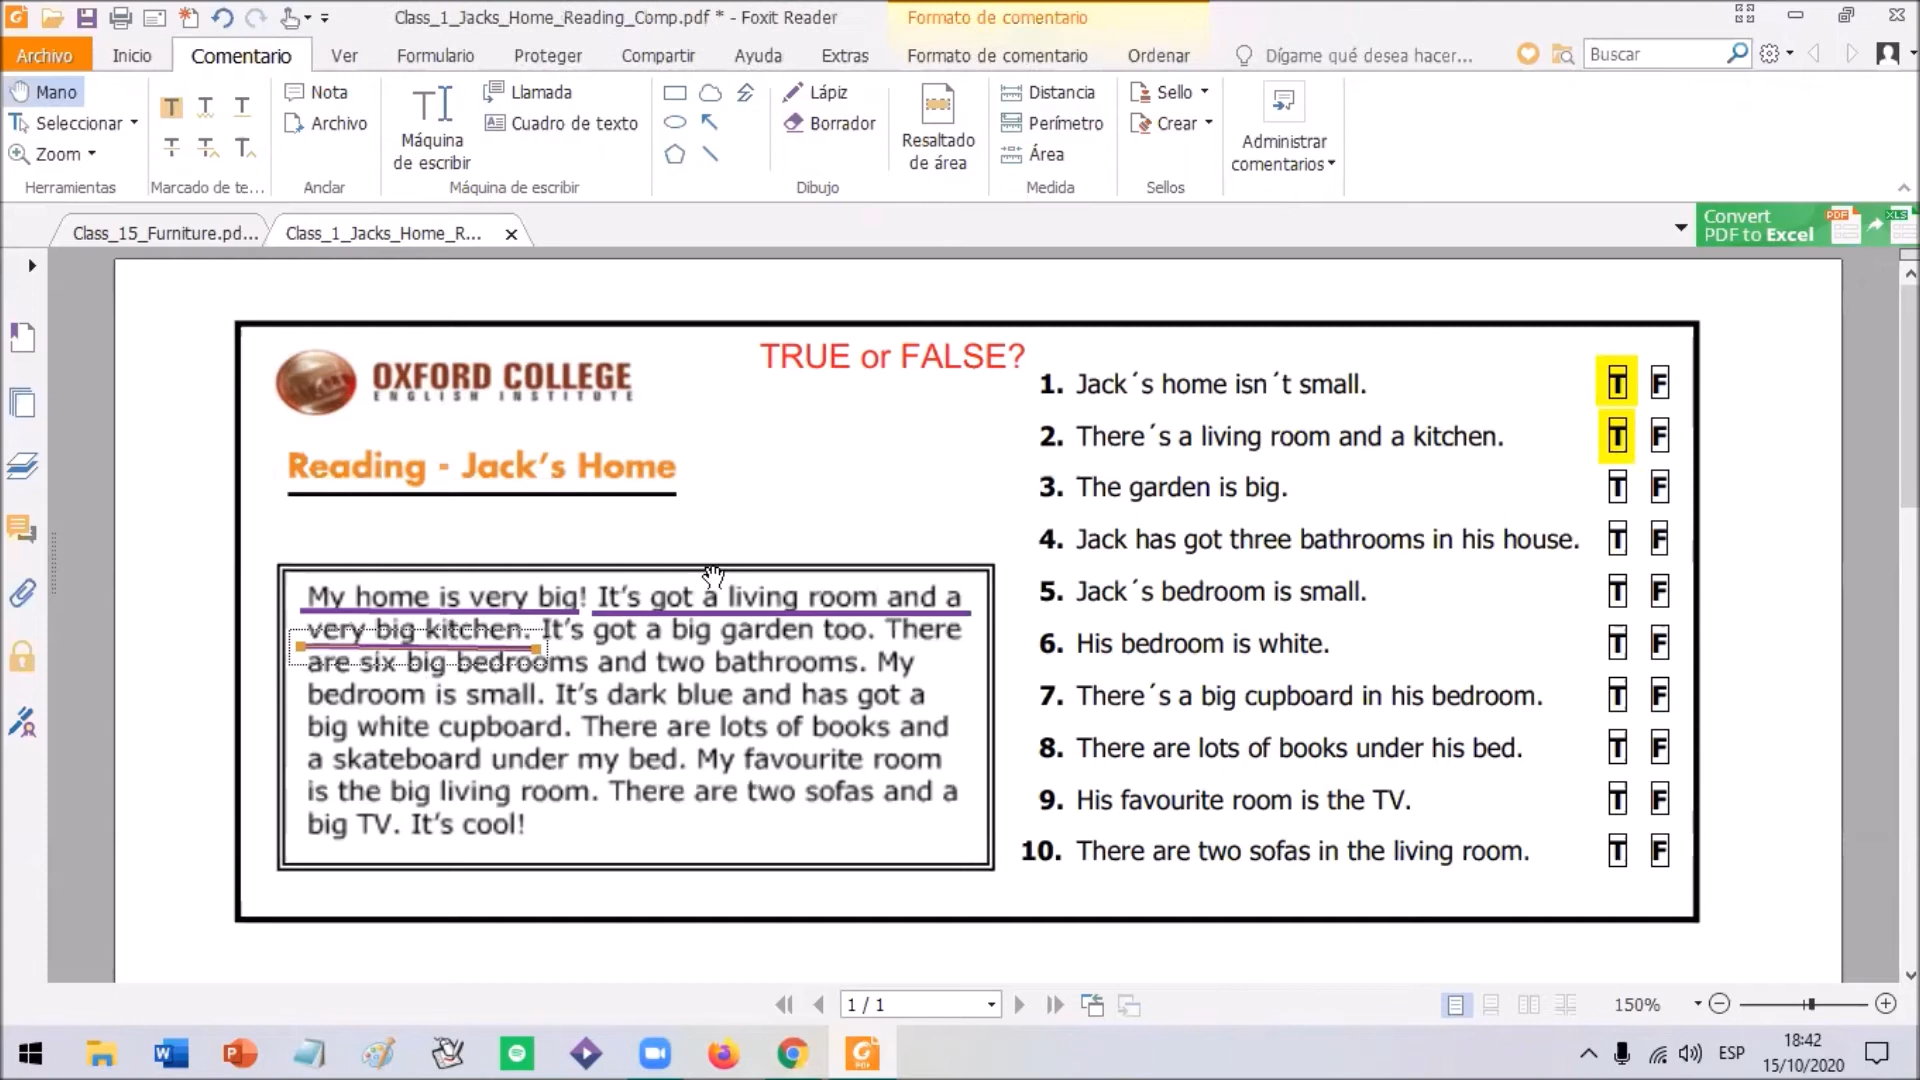 Class_1_Jacks_Home_Reading_Comp.pdf * - Foxit Reader
Formato de comentario
Archivo
Inicio
Comentario
Ver
Formulario
Proteger
Compartir
Ayuda
Extras
Formato de comentario
Ordenar
Dígame qué desea hacer...
Buscar
Mano
Seleccionar
Zoom
Herramientas
Marcado de te...
Nota
Archivo
Anclar
Máquina
de escribir
Llamada
Cuadro de texto
Máquina de escribir
Lápiz
Borrador
Dibujo
Resaltado
de área
Distancia
Perímetro
Área
Medida
Sello
Crear
Sellos
Administrar
comentarios
Class_15_Furniture.pd...
Class_1_Jacks_Home_R...
Convert
PDF to Excel
PDF
XLS
OXFORD COLLEGE
ENGLISH INSTITUTE
Reading - Jack's Home
TRUE or FALSE?
My home is very big! It's got a living room and a
very big kitchen. It's got a big garden too. There
are six big bedrooms and two bathrooms. My
bedroom is small. It's dark blue and has got a
big white cupboard. There are lots of books and
a skateboard under my bed. My favourite room
is the big living room. There are two sofas and a
big TV. It's cool!
1. Jack´s home isn´t small. T F
2. There´s a living room and a kitchen. T F
3. The garden is big. T F
4. Jack has got three bathrooms in his house. T F
5. Jack´s bedroom is small. T F
6. His bedroom is white. T F
7. There´s a big cupboard in his bedroom. T F
8. There are lots of books under his bed. T F
9. His favourite room is the TV. T F
10. There are two sofas in the living room. T F
1 / 1
150%
ESP
18:42
15/10/2020